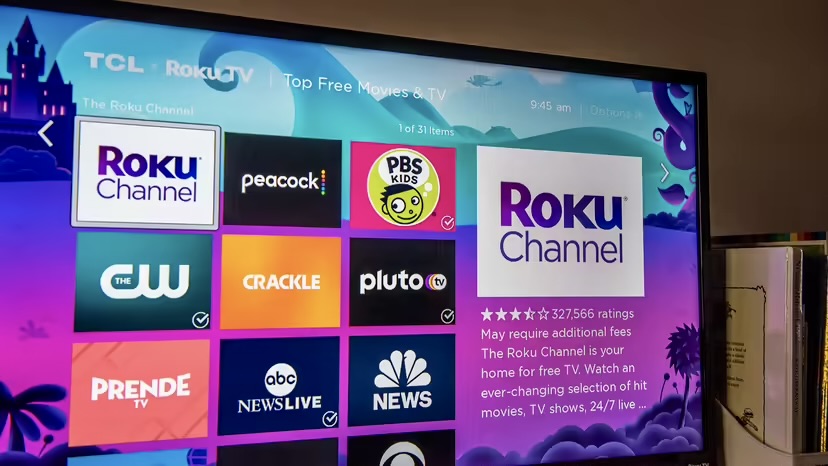 TCL · Roku TV | Top Free Movies & TV
9:45 am | Options
The Roku Channel
1 of 31 items
Roku
Channel
peacock
PBS
KIDS
THE CW
CRACKLE
pluto tv
PRENDE
TV
abc
NEWS LIVE
NEWS
Roku
Channel
327,566 ratings
May require additional fees
The Roku Channel is your
home for free TV. Watch an
ever-changing selection of hit
movies, TV shows, 24/7 live ...